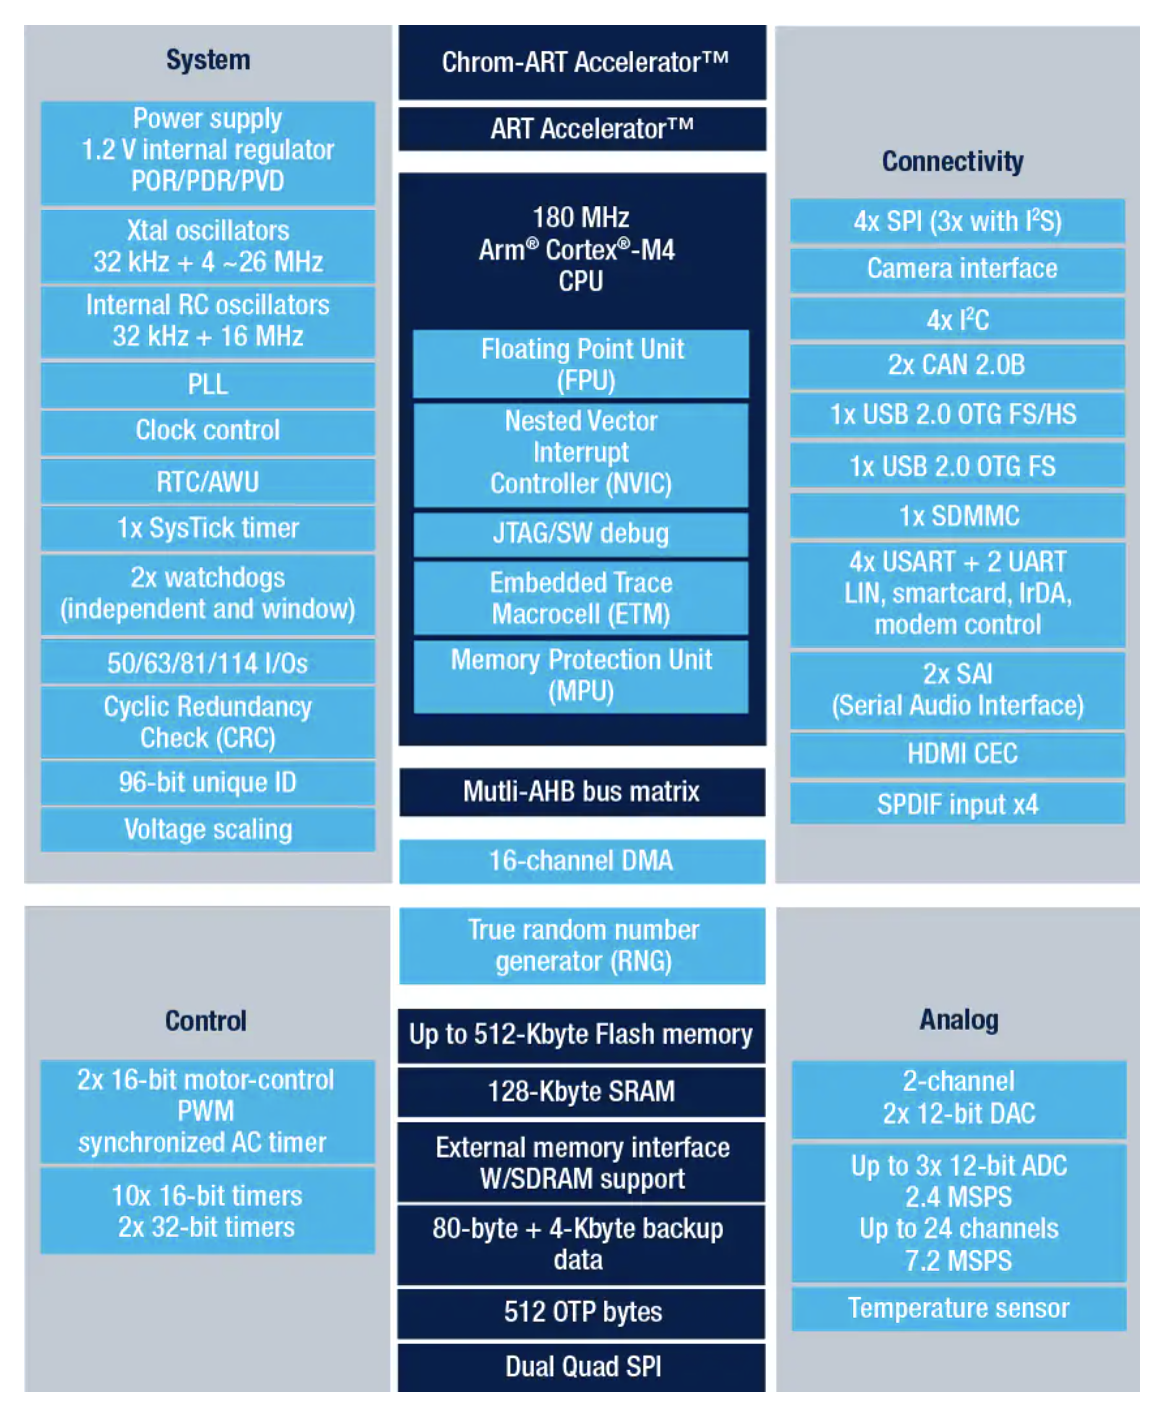 System
Power supply
1.2 V internal regulator
POR/PDR/PVD
Xtal oscillators
32 kHz + 4 ~26 MHz
Internal RC oscillators
32 kHz + 16 MHz
PLL
Clock control
RTC/AWU
1x SysTick timer
2x watchdogs
(independent and window)
50/63/81/114 I/Os
Cyclic Redundancy
Check (CRC)
96-bit unique ID
Voltage scaling
Control
2x 16-bit motor-control
PWM
synchronized AC timer
10x 16-bit timers
2x 32-bit timers
Chrom-ART Accelerator™
ART Accelerator™
180 MHz
Arm® Cortex®-M4
CPU
Floating Point Unit
(FPU)
Nested Vector
Interrupt
Controller (NVIC)
JTAG/SW debug
Embedded Trace
Macrocell (ETM)
Memory Protection Unit
(MPU)
Mutli-AHB bus matrix
16-channel DMA
True random number
generator (RNG)
Up to 512-Kbyte Flash memory
128-Kbyte SRAM
External memory interface
W/SDRAM support
80-byte + 4-Kbyte backup
data
512 OTP bytes
Dual Quad SPI
Connectivity
4x SPI (3x with I²S)
Camera interface
4x I²C
2x CAN 2.0B
1x USB 2.0 OTG FS/HS
1x USB 2.0 OTG FS
1x SDMMC
4x USART + 2 UART
LIN, smartcard, IrDA,
modem control
2x SAI
(Serial Audio Interface)
HDMI CEC
SPDIF input x4
Analog
2-channel
2x 12-bit DAC
Up to 3x 12-bit ADC
2.4 MSPS
Up to 24 channels
7.2 MSPS
Temperature sensor